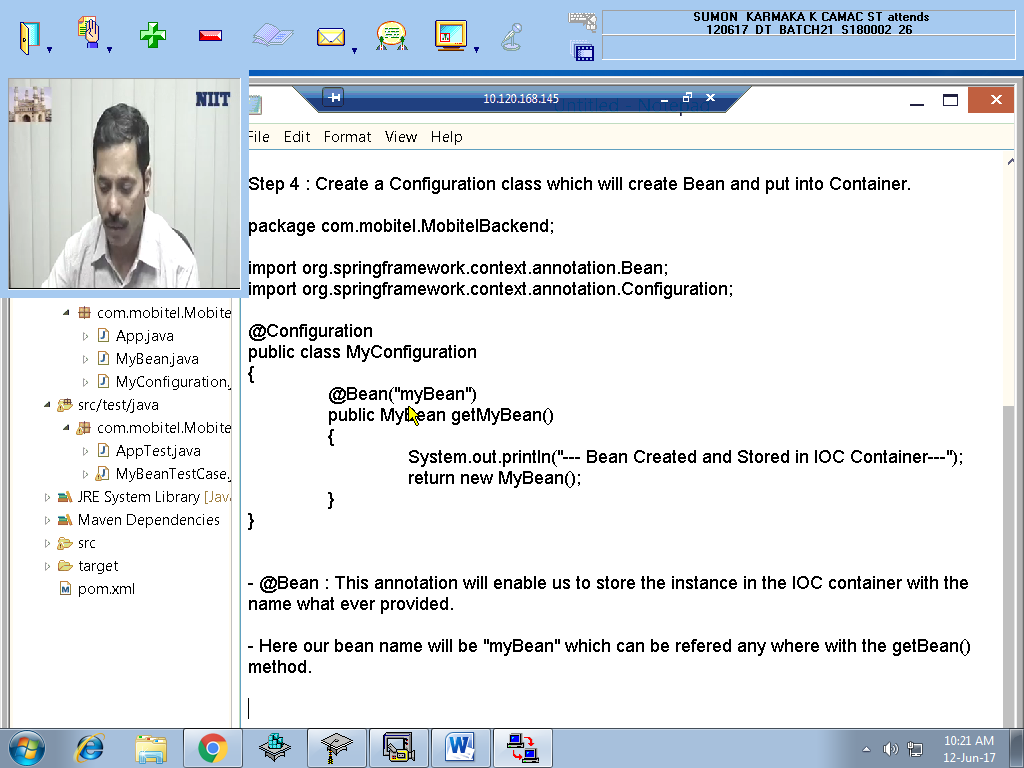 SUMON KARMAKA K CAMAC ST attends
120617_DT_BATCH21_S180002_26
NIIT
10.120.168.145
Untitled - Notepad
File Edit Format View Help
Step 4 : Create a Configuration class which will create Bean and put into Container.
package com.mobitel.MobitelBackend;
import org.springframework.context.annotation.Bean;
import org.springframework.context.annotation.Configuration;
@Configuration
public class MyConfiguration
{
@Bean("myBean")
public MyBean getMyBean()
{
System.out.println("--- Bean Created and Stored in IOC Container---");
return new MyBean();
}
}
- @Bean : This annotation will enable us to store the instance in the IOC container with the
name what ever provided.
- Here our bean name will be "myBean" which can be refered any where with the getBean()
method.
com.mobitel.Mobite
App.java
MyBean.java
MyConfiguration.
src/test/java
com.mobitel.Mobite
AppTest.java
MyBeanTestCase.
JRE System Library [Java
Maven Dependencies
src
target
pom.xml
10:21 AM
12-Jun-17